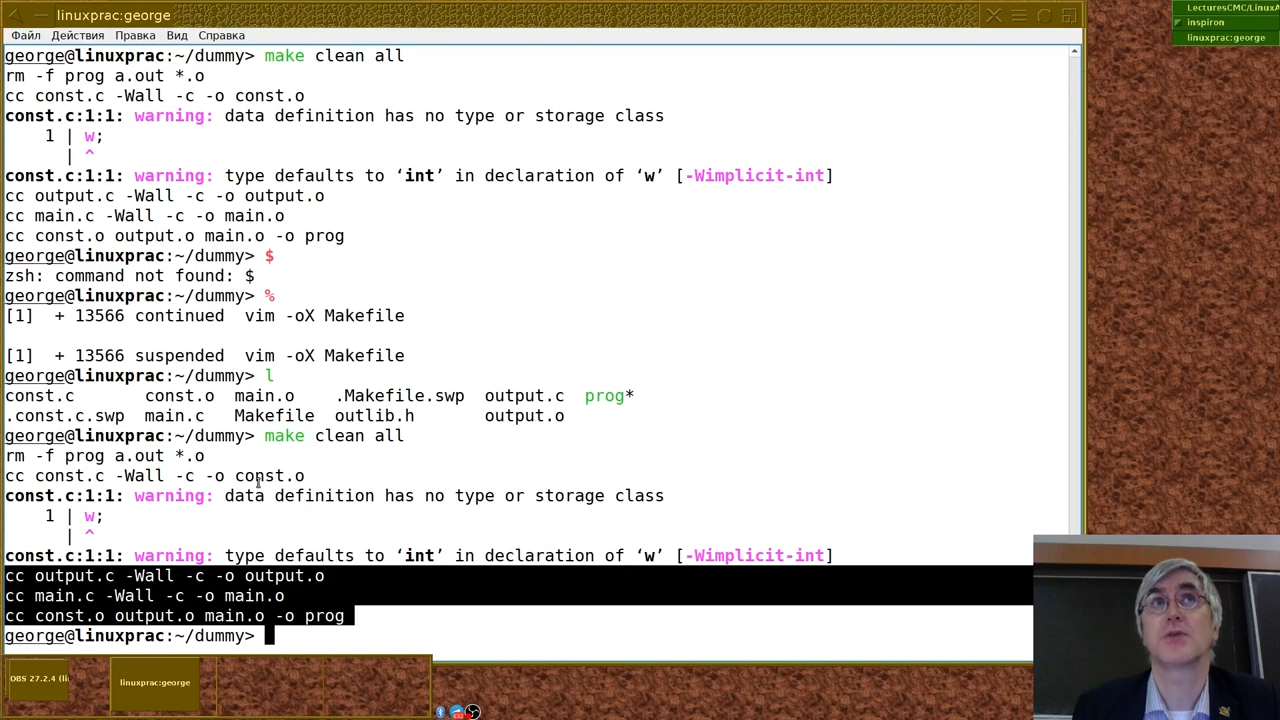 linuxprac:george
LecturesCMC/LinuxA
inspiron
linuxprac:george
Файл Действия Правка Вид Справка
george@linuxprac:~/dummy> make clean all
rm -f prog a.out *.o
cc const.c -Wall -c -o const.o
const.c:1:1: warning: data definition has no type or storage class
    1 | w;
      | ^
const.c:1:1: warning: type defaults to ‘int’ in declaration of ‘w’ [-Wimplicit-int]
cc output.c -Wall -c -o output.o
cc main.c -Wall -c -o main.o
cc const.o output.o main.o -o prog
george@linuxprac:~/dummy> $
zsh: command not found: $
george@linuxprac:~/dummy> %
[1]  + 13566 continued  vim -oX Makefile
[1]  + 13566 suspended  vim -oX Makefile
george@linuxprac:~/dummy> l
const.c       const.o  main.o    .Makefile.swp  output.c  prog*
.const.c.swp  main.c   Makefile  outlib.h       output.o
george@linuxprac:~/dummy> make clean all
rm -f prog a.out *.o
cc const.c -Wall -c -o const.o
const.c:1:1: warning: data definition has no type or storage class
    1 | w;
      | ^
const.c:1:1: warning: type defaults to ‘int’ in declaration of ‘w’ [-Wimplicit-int]
cc output.c -Wall -c -o output.o
cc main.c -Wall -c -o main.o
cc const.o output.o main.o -o prog
george@linuxprac:~/dummy>
OBS 27.2.4 (li
linuxprac:george